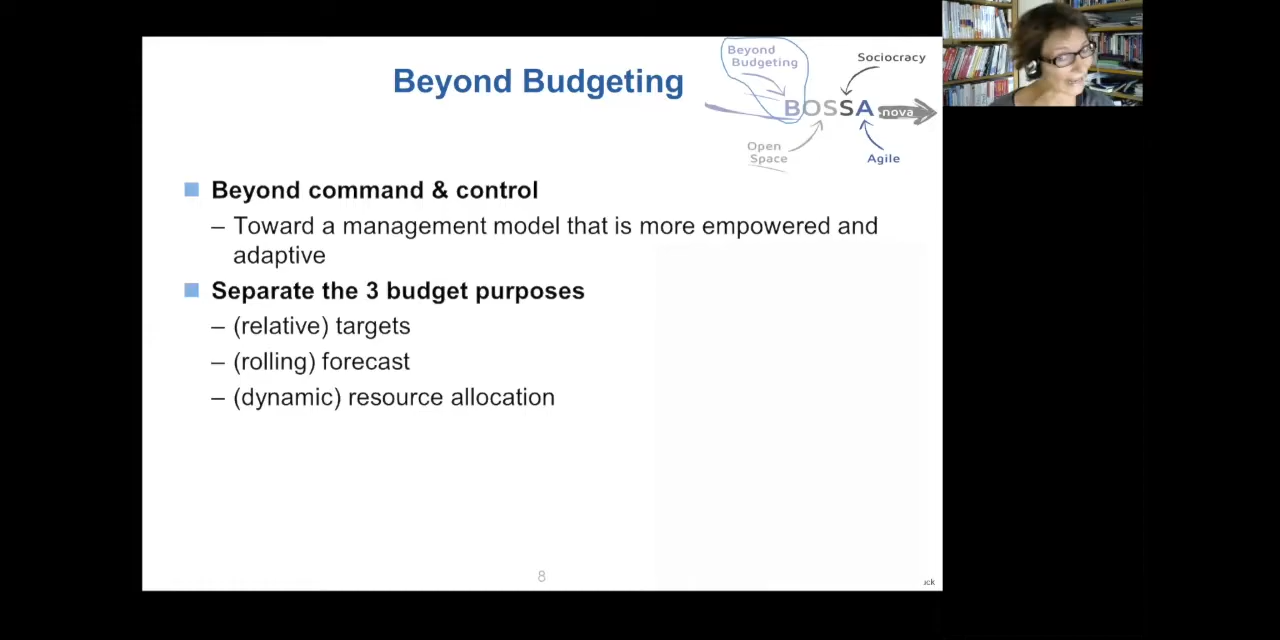 Beyond Budgeting
Beyond
Budgeting
Sociocracy
BOSSA nova
Open
Space
Agile
Beyond command & control
– Toward a management model that is more empowered and
adaptive
Separate the 3 budget purposes
– (relative) targets
– (rolling) forecast
– (dynamic) resource allocation
8
uck